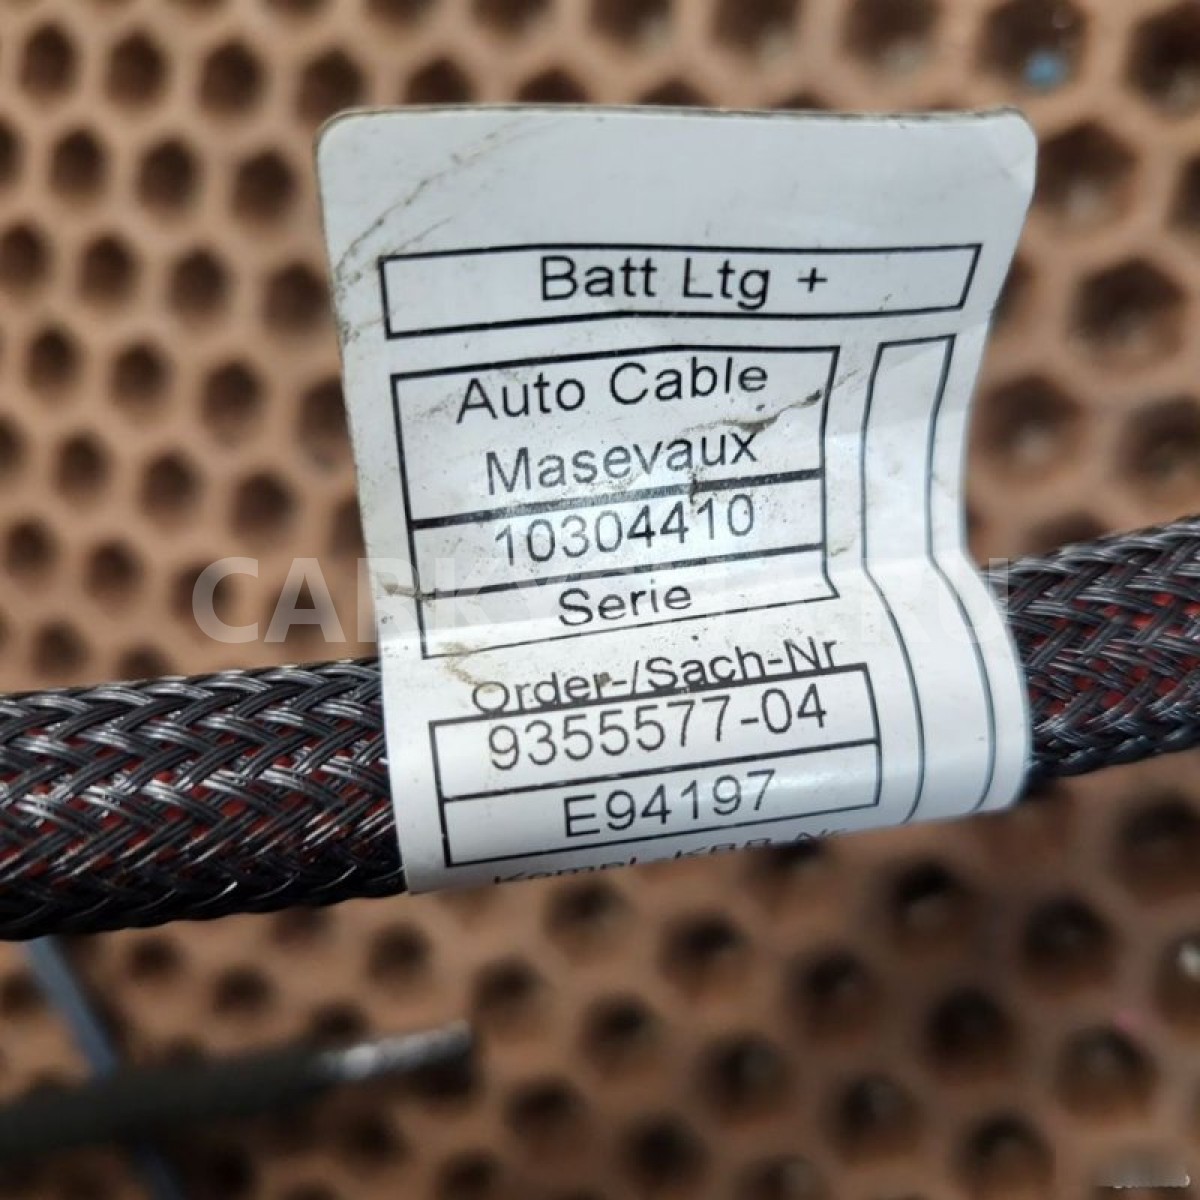 Batt Ltg +
Auto Cable
Masevaux
10304410
Serie
Order-/Sach-Nr
9355577-04
E94197